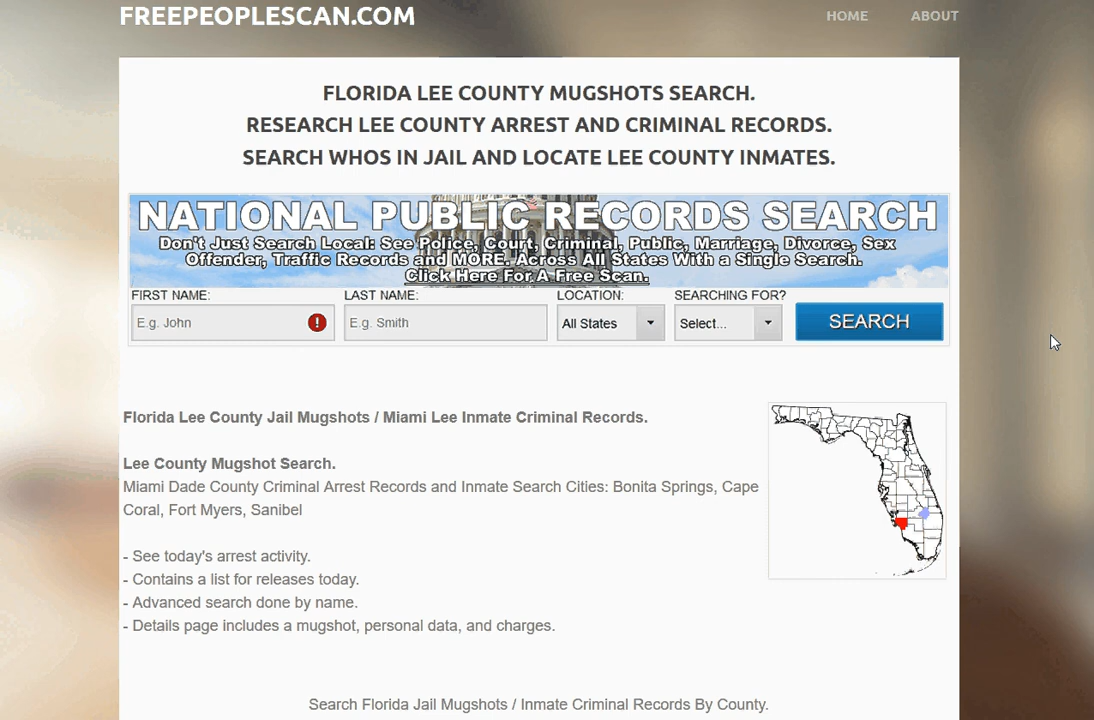 FREEPEOPLESCAN.COM
HOME
ABOUT
FLORIDA LEE COUNTY MUGSHOTS SEARCH.
RESEARCH LEE COUNTY ARREST AND CRIMINAL RECORDS.
SEARCH WHOS IN JAIL AND LOCATE LEE COUNTY INMATES.
NATIONAL PUBLIC RECORDS SEARCH
Don't Just Search Local: See Police, Court, Criminal, Public, Marriage, Divorce, Sex
Offender, Traffic Records and MORE. Across All States With a Single Search.
Click Here For A Free Scan.
FIRST NAME:
LAST NAME:
LOCATION:
SEARCHING FOR?
E.g. John
E.g. Smith
All States
Select...
SEARCH
Florida Lee County Jail Mugshots / Miami Lee Inmate Criminal Records.
Lee County Mugshot Search.
Miami Dade County Criminal Arrest Records and Inmate Search Cities: Bonita Springs, Cape
Coral, Fort Myers, Sanibel
- See today's arrest activity.
- Contains a list for releases today.
- Advanced search done by name.
- Details page includes a mugshot, personal data, and charges.
Search Florida Jail Mugshots / Inmate Criminal Records By County.